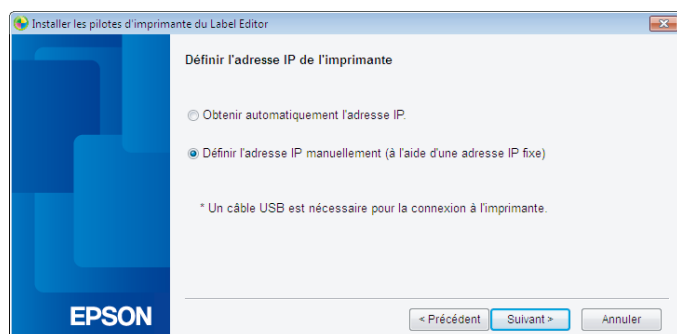 Installer les pilotes d'imprimante du Label Editor
Définir l'adresse IP de l'imprimante
Obtenir automatiquement l'adresse IP.
Définir l'adresse IP manuellement (à l'aide d'une adresse IP fixe)
* Un câble USB est nécessaire pour la connexion à l'imprimante.
EPSON
< Précédent Suivant > Annuler